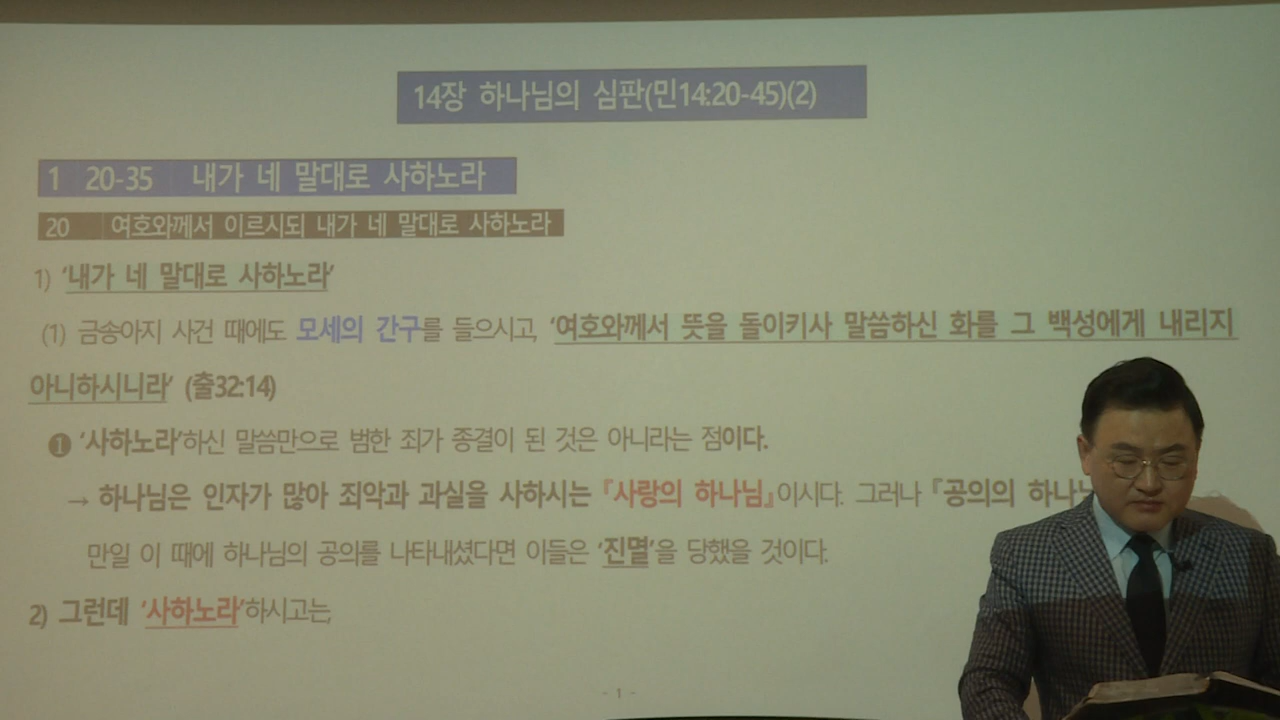 14장 하나님의 심판(민14:20-45)(2)
1 20-35 내가 네 말대로 사하노라
20 여호와께서 이르시되 내가 네 말대로 사하노라
1) ‘내가 네 말대로 사하노라’
(1) 금송아지 사건 때에도 모세의 간구를 들으시고, ‘여호와께서 뜻을 돌이키사 말씀하신 화를 그 백성에게 내리지
아니하시니라’ (출32:14)
❶ ‘사하노라’하신 말씀만으로 범한 죄가 종결이 된 것은 아니라는 점이다.
→ 하나님은 인자가 많아 죄악과 과실을 사하시는 『사랑의 하나님』이시다. 그러나 『공의의
만일 이 때에 하나님의 공의를 나타내셨다면 이들은 ‘진멸’을 당했을 것이다.
2) 그런데 ‘사하노라’하시고는,
- 1 -